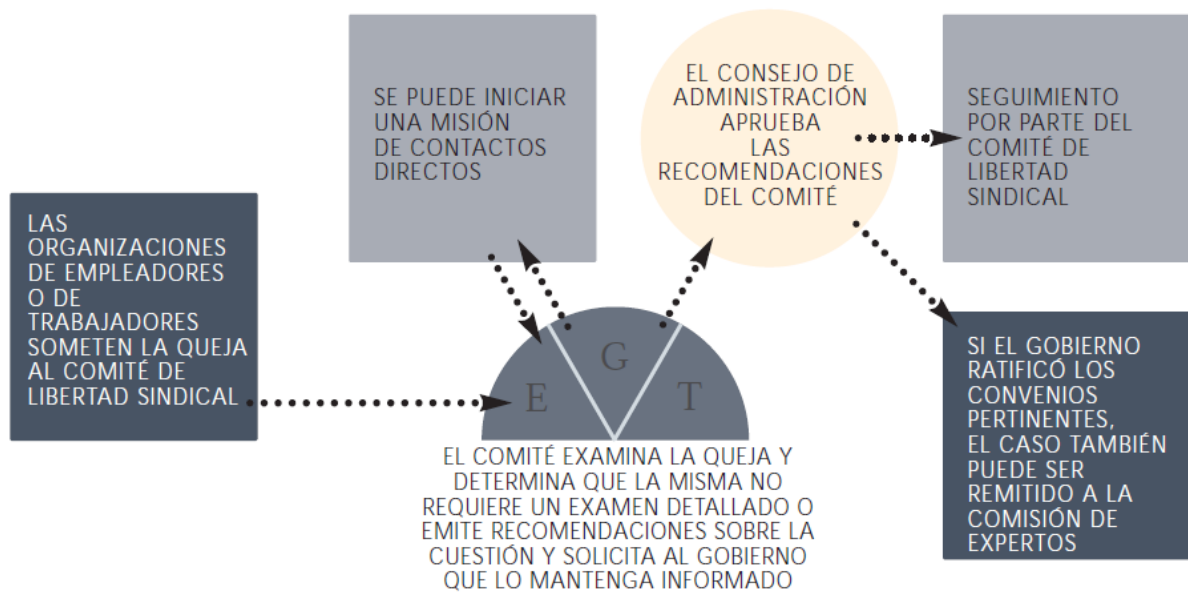 LAS
ORGANIZACIONES
DE EMPLEADORES
O DE
TRABAJADORES
SOMETEN LA QUEJA
AL COMITÉ DE
LIBERTAD SINDICAL
SE PUEDE INICIAR
UNA MISIÓN
DE CONTACTOS
DIRECTOS
E
G
T
EL COMITÉ EXAMINA LA QUEJA Y
DETERMINA QUE LA MISMA NO
REQUIERE UN EXAMEN DETALLADO O
EMITE RECOMENDACIONES SOBRE LA
CUESTIÓN Y SOLICITA AL GOBIERNO
QUE LO MANTENGA INFORMADO
EL CONSEJO DE
ADMINISTRACIÓN
APRUEBA
LAS
RECOMENDACIONES
DEL COMITÉ
SEGUIMIENTO
POR PARTE DEL
COMITÉ DE
LIBERTAD
SINDICAL
SI EL GOBIERNO
RATIFICÓ LOS
CONVENIOS
PERTINENTES,
EL CASO TAMBIÉN
PUEDE SER
REMITIDO A LA
COMISIÓN DE
EXPERTOS